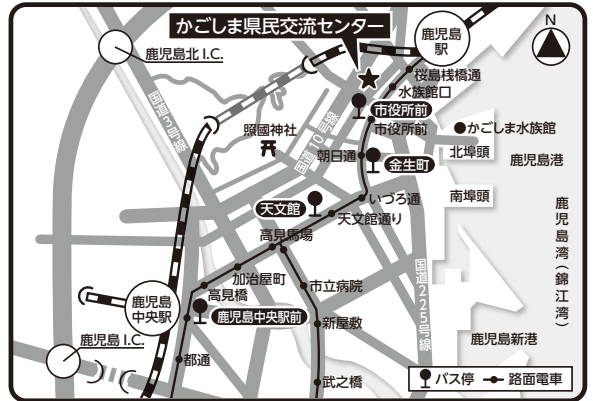 かごしま県民交流センター
鹿児島
駅
N
鹿児島北 I.C.
国道3号線
桜島桟橋通
水族館口
市役所前
市役所前
国道10号線
照國神社
かごしま水族館
朝日通
金生町
北埠頭
鹿児島港
天文館
いづろ通
南埠頭
天文館通り
鹿児島湾(錦江湾)
高見馬場
加治屋町
市立病院
国道225号線
高見橋
鹿児島
中央駅
鹿児島中央駅前
新屋敷
鹿児島 I.C.
鹿児島新港
都通
武之橋
バス停
路面電車